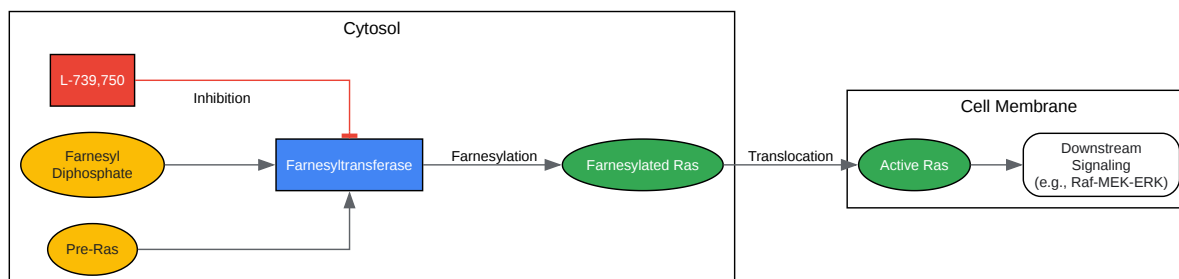 Cytosol
L-739,750
Inhibition
Farnesyl
Diphosphate
Farnesyltransferase
Farnesylation
Farnesylated Ras
Pre-Ras
Translocation
Cell Membrane
Active Ras
Downstream
Signaling
(e.g., Raf-MEK-ERK)